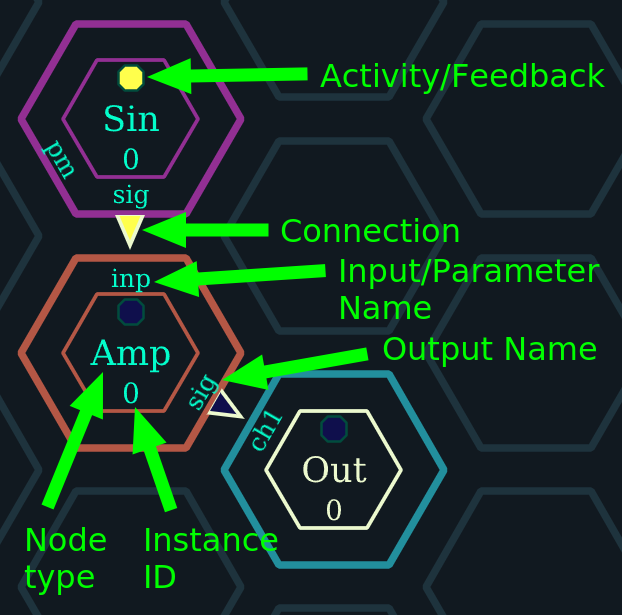 Activity/Feedback
Sin
0
pm
sig
Connection
inp
Input/Parameter
Name
Amp
0
sig
Output Name
ch1
Out
0
Node
type
Instance
ID